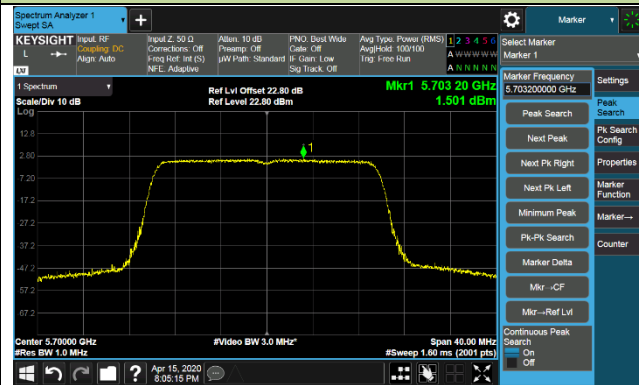 Spectrum Analyzer 1
Swept SA
Marker
KEYSIGHT
L
LXI
Input: RF
Coupling: DC
Align: Auto
Input Z: 50 Ω
Corrections: Off
Freq Ref: Int (S)
NFE: Adaptive
Atten: 10 dB
Preamp: Off
µW Path: Standard
PNO: Best Wide
Gate: Off
IF Gain: Low
Sig Track: Off
Avg Type: Power (RMS)
Avg|Hold: 100/100
Trig: Free Run
1 2 3 4 5 6
A W W W W W
A N N N N N
Select Marker
Marker 1
1 Spectrum
Scale/Div 10 dB
Log
Ref Lvl Offset 22.80 dB
Ref Level 22.80 dBm
Mkr1 5.703 20 GHz
1.501 dBm
12.8
2.80
-7.20
-17.2
-27.2
-37.2
-47.2
-57.2
-67.2
1
Center 5.70000 GHz
#Res BW 1.0 MHz
#Video BW 3.0 MHz*
Span 40.00 MHz
#Sweep 1.60 ms (2001 pts)
Marker Frequency
5.703200000 GHz
Peak Search
Next Peak
Next Pk Right
Next Pk Left
Minimum Peak
Pk-Pk Search
Marker Delta
Mkr→CF
Mkr→Ref Lvl
Continuous Peak
Search
On
Off
Settings
Peak
Search
Pk Search
Config
Properties
Marker
Function
Marker→
Counter
?
Apr 15, 2020
8:05:15 PM